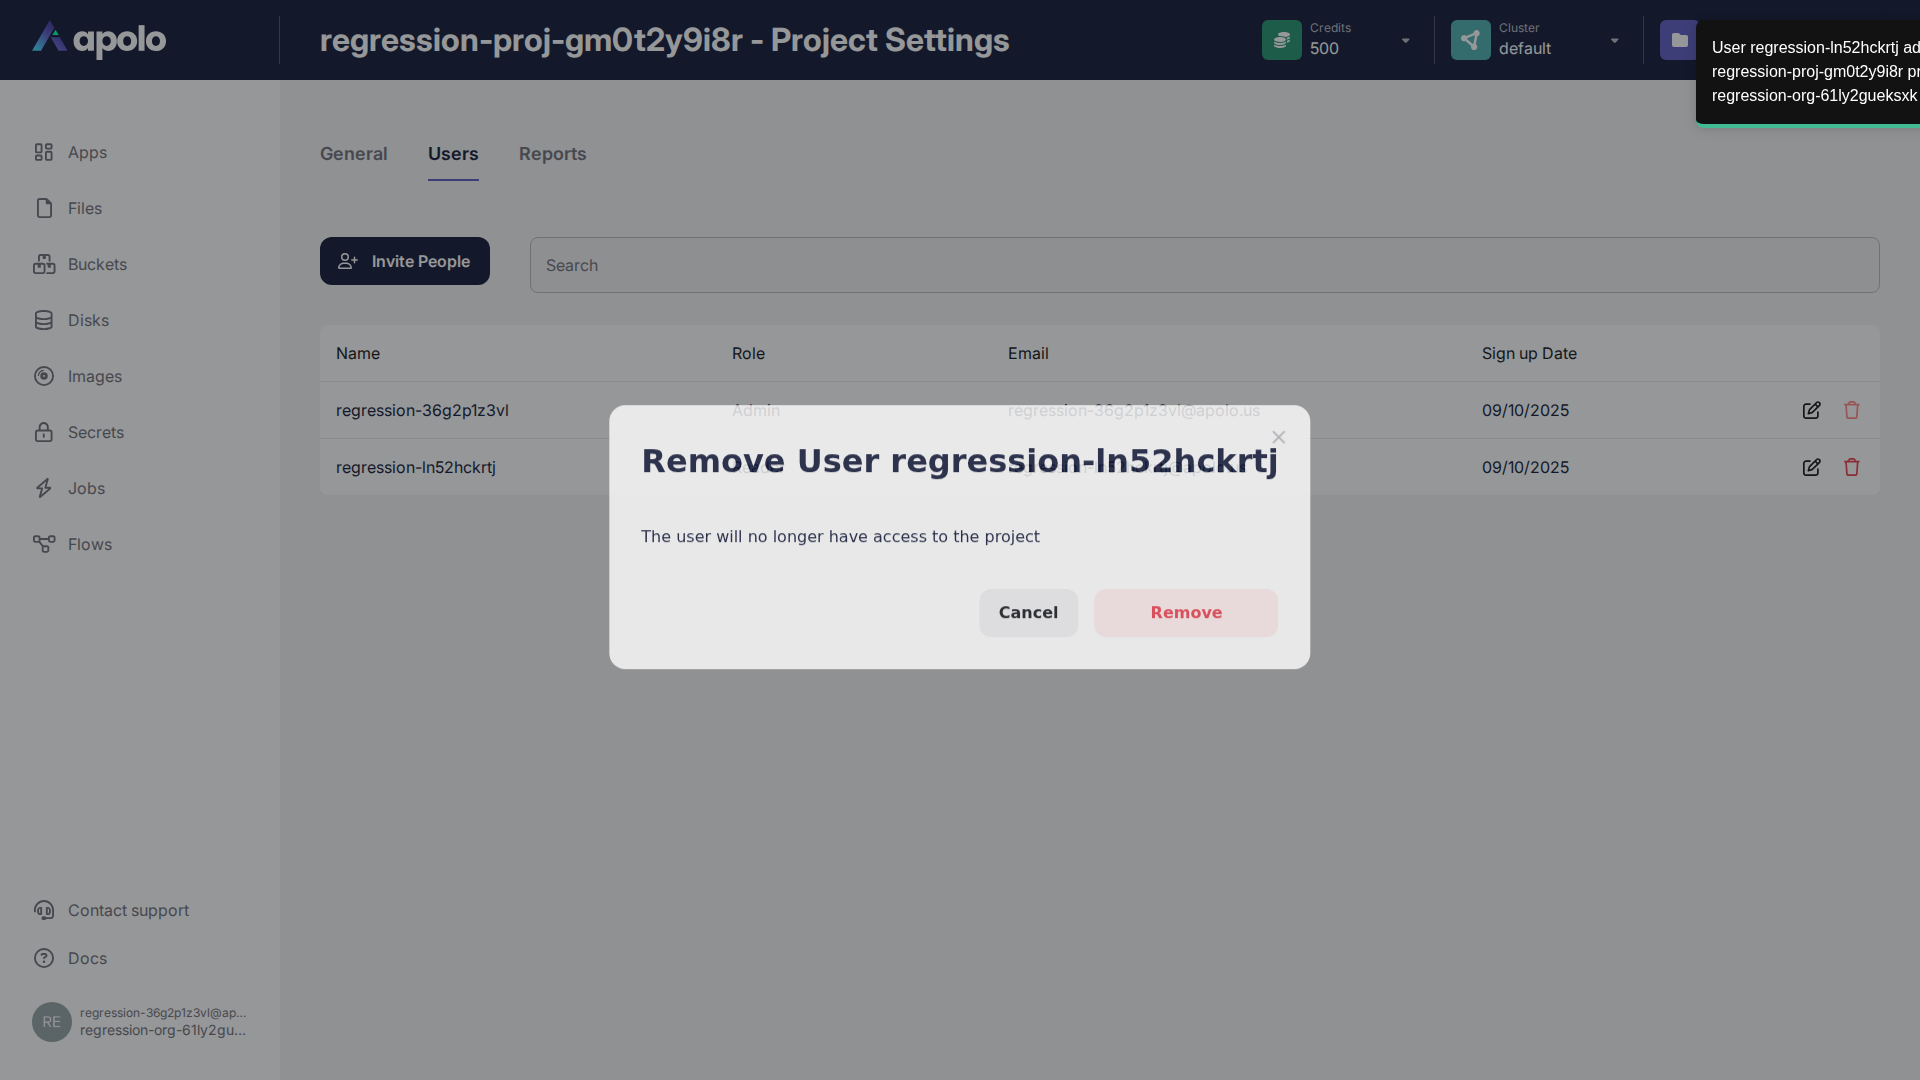 apolo
regression-proj-gm0t2y9i8r - Project Settings
Credits
500
Cluster
default
User regression-ln52hckrtj ad
regression-proj-gm0t2y9i8r pr
regression-org-61ly2gueksxk
Apps
Files
Buckets
Disks
Images
Secrets
Jobs
Flows
General Users Reports
Invite People
Search
Name Role Email Sign up Date
regression-36g2p1z3vl Admin regression-36g2p1z3vl@apolo.us 09/10/2025
regression-ln52hckrtj 09/10/2025
Remove User regression-ln52hckrtj
The user will no longer have access to the project
Cancel Remove
Contact support
Docs
RE
regression-36g2p1z3vl@ap...
regression-org-61ly2gu...